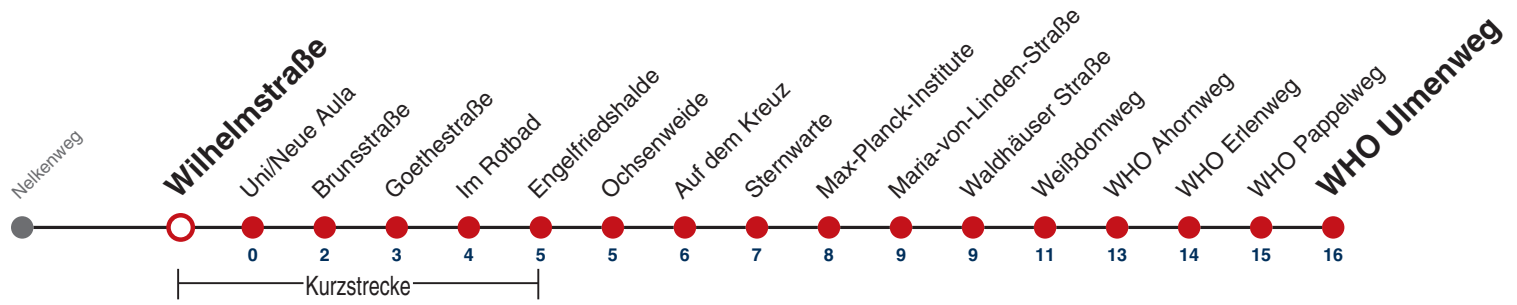 Nelkenweg
Wilhelmstraße
Uni/Neue Aula
Brunsstraße
Goethestraße
Im Rotbad
Engelfriedshalde
Ochsenweide
Auf dem Kreuz
Sternwarte
Max-Planck-Institute
Maria-von-Linden-Straße
Waldhäuser Straße
Weißdornweg
WHO Ahornweg
WHO Erlenweg
WHO Pappelweg
WHO Ulmenweg
0 2 3 4 5 5 6 7 8 9 9 11 13 14 15 16
Kurzstrecke